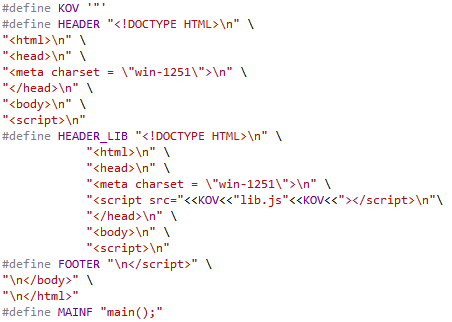 #define KOV '"'
#define HEADER "<!DOCTYPE HTML>\n" \
"<html>\n" \
"<head>\n" \
"<meta charset = \"win-1251\">\n" \
"</head>\n" \
"<body>\n" \
"<script>\n"
#define HEADER_LIB "<!DOCTYPE HTML>\n" \
"<html>\n" \
"<head>\n" \
"<meta charset = \"win-1251\">\n" \
"<script src="<<KOV<<"lib.js"<<KOV<<"></script>\n"\
"</head>\n" \
"<body>\n" \
"<script>\n"
#define FOOTER "\n</script>" \
"\n</body>" \
"\n</html>"
#define MAINF "main();"